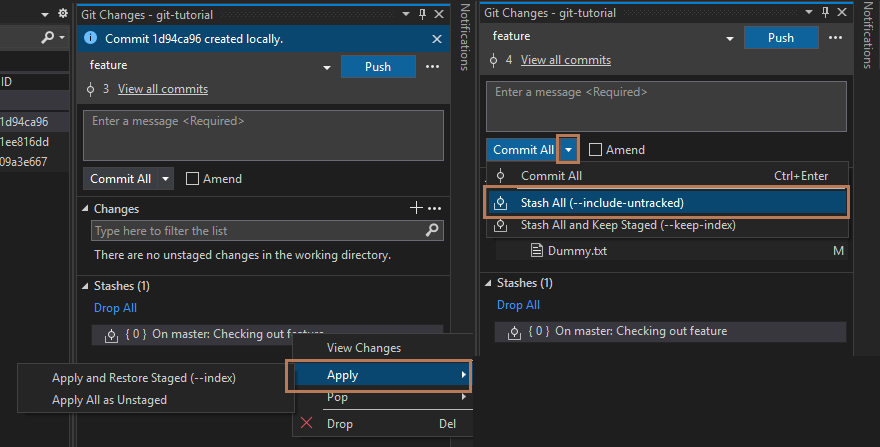 Git Changes - git-tutorial
Commit 1d94ca96 created locally.
feature
Push
3 View all commits
Enter a message <Required>
Commit All
Amend
Changes
Type here to filter the list
There are no unstaged changes in the working directory.
Stashes (1)
Drop All
{ 0 } On master: Checking out feature
View Changes
Apply
Pop
Drop Del
Apply and Restore Staged (--index)
Apply All as Unstaged
ID
1d94ca96
1ee816dd
09a3e667
Notifications
Git Changes - git-tutorial
feature
Push
4 View all commits
Enter a message <Required>
Commit All
Amend
Commit All Ctrl+Enter
Stash All (--include-untracked)
Stash All and Keep Staged (--keep-index)
Dummy.txt M
Stashes (1)
Drop All
{ 0 } On master: Checking out feature
Notifications